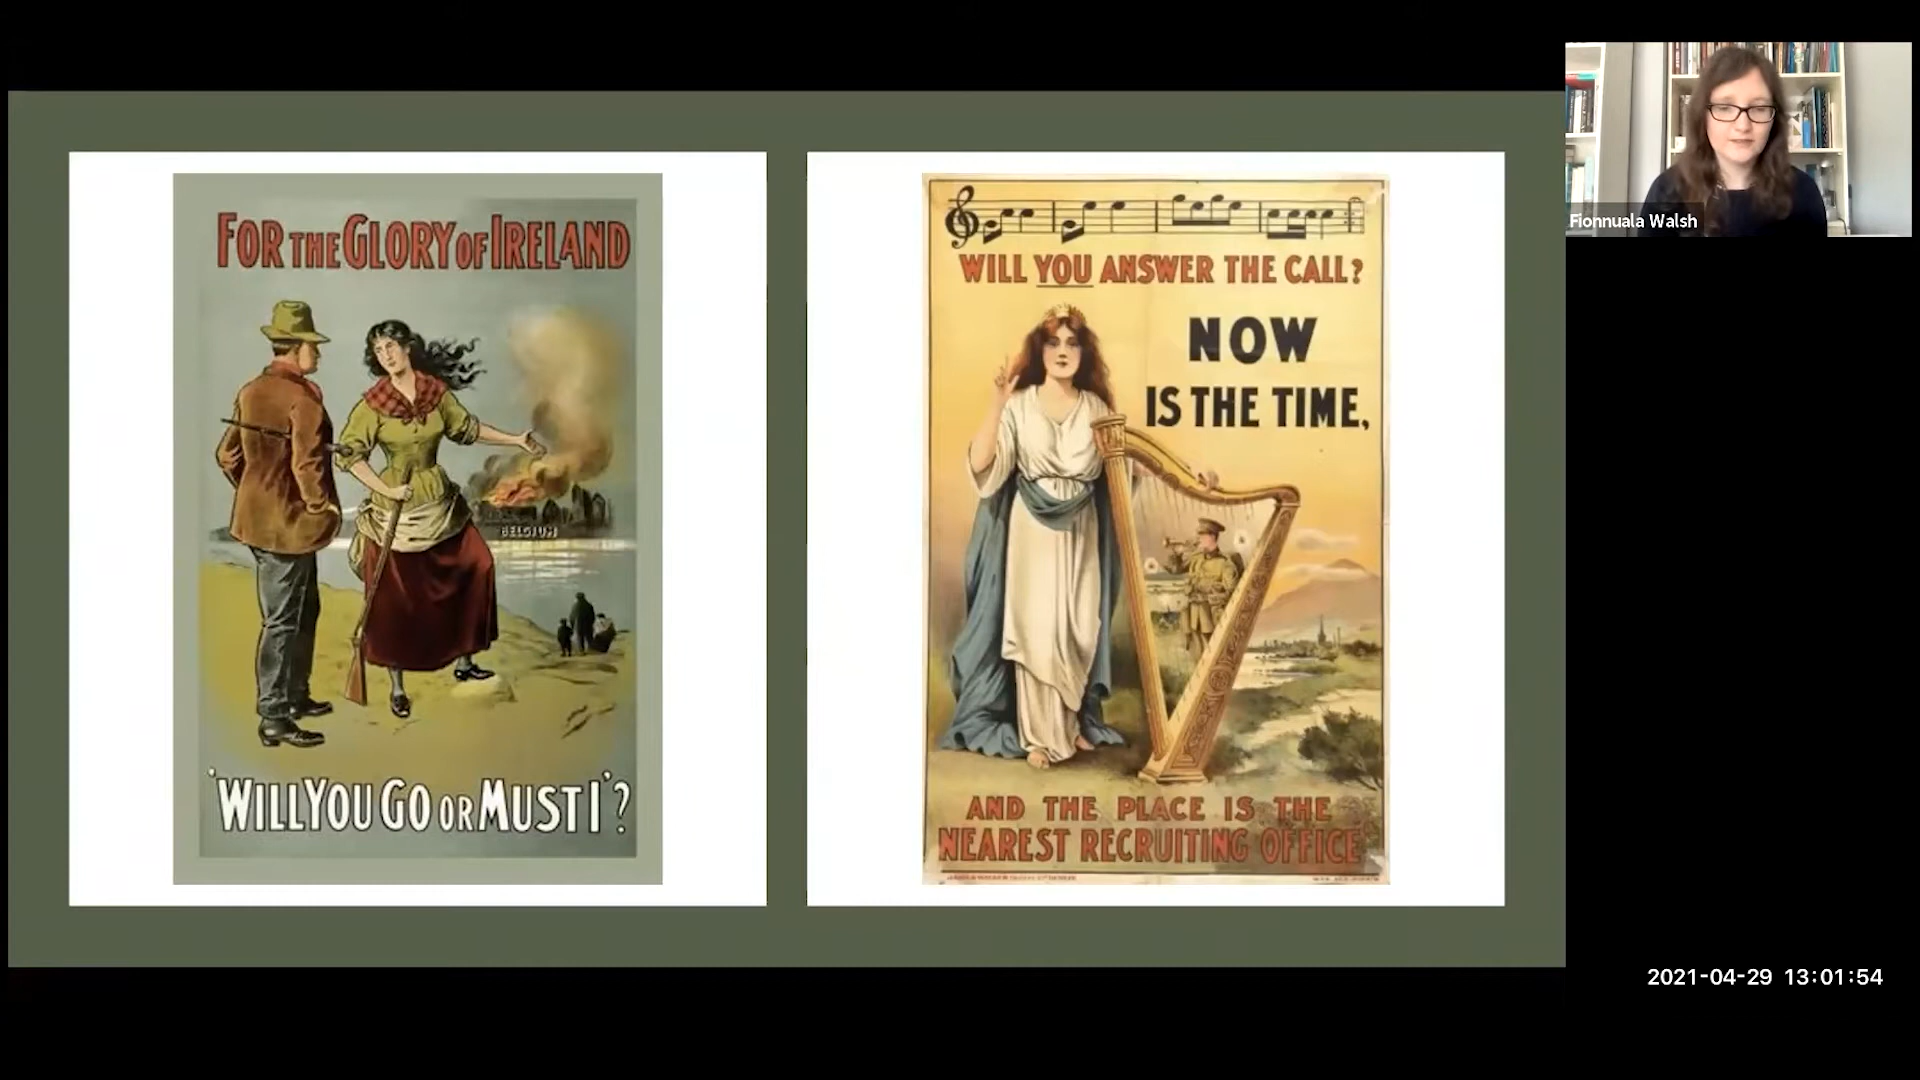 FOR THE GLORY OF IRELAND
BELGIUM
'WILL YOU GO OR MUST I'?
WILL YOU ANSWER THE CALL?
NOW
IS THE TIME,
AND THE PLACE IS THE
NEAREST RECRUITING OFFICE
Fionnuala Walsh
2021-04-29 13:01:54